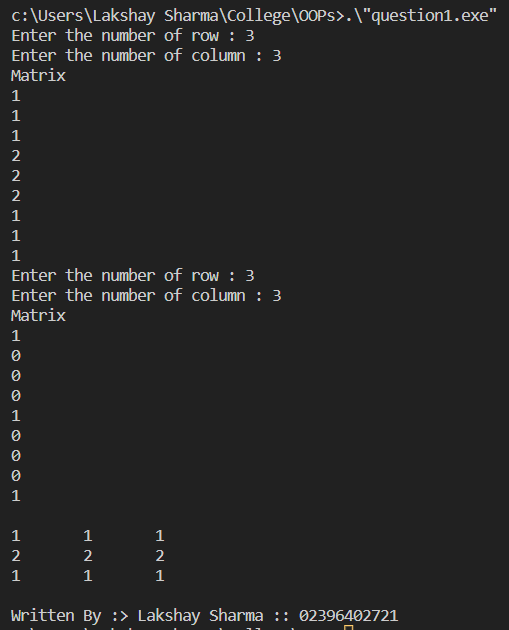 c:\Users\Lakshay Sharma\College\OOPs>.\"question1.exe"
Enter the number of row : 3
Enter the number of column : 3
Matrix
1
1
1
2
2
2
1
1
1
Enter the number of row : 3
Enter the number of column : 3
Matrix
1
0
0
0
1
0
0
0
1
1 1 1
2 2 2
1 1 1
Written By :> Lakshay Sharma :: 02396402721